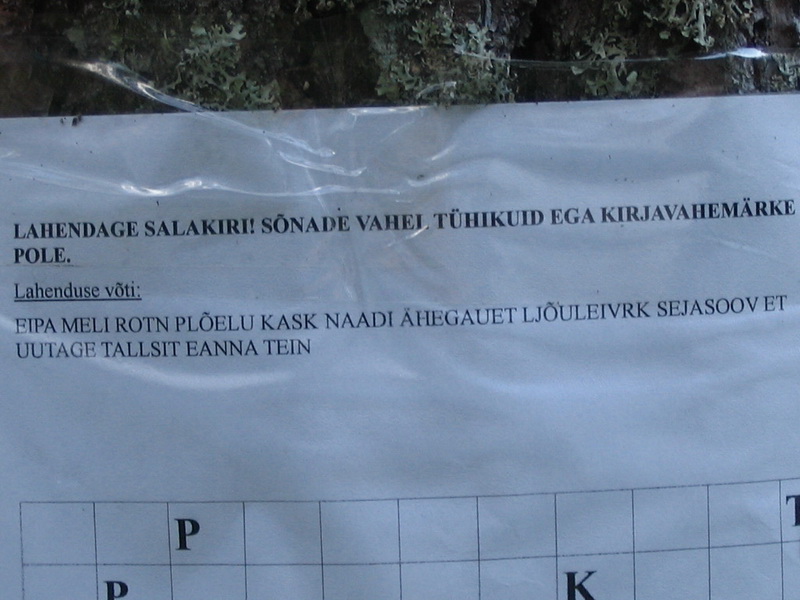 LAHENDAGE SALAKIRI! SÕNADE VAHEL TÜHIKUID EGA KIRJAVAHEMÄRKE
POLE.
Lahenduse võti:
EIPA MELI ROTN PLÕELU KASK NAADI ÄHEGAUET LJÕULEIVRK SEJASOOV ET
UUTAGE TALLSIT EANNA TEIN
P T
P K